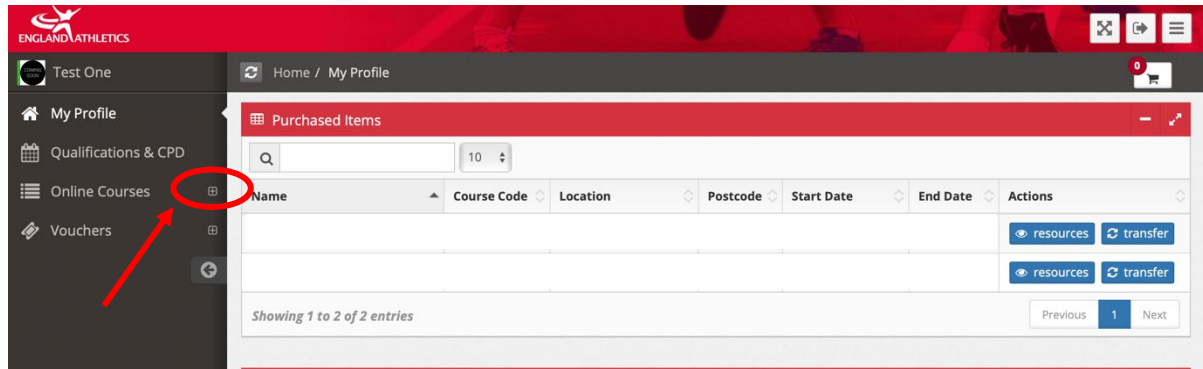 ENGLAND ATHLETICS
Test One
Home / My Profile
0
My Profile
Qualifications & CPD
Online Courses
Vouchers
Purchased Items
10
Name Course Code Location Postcode Start Date End Date Actions
resources transfer
resources transfer
Showing 1 to 2 of 2 entries
Previous 1 Next